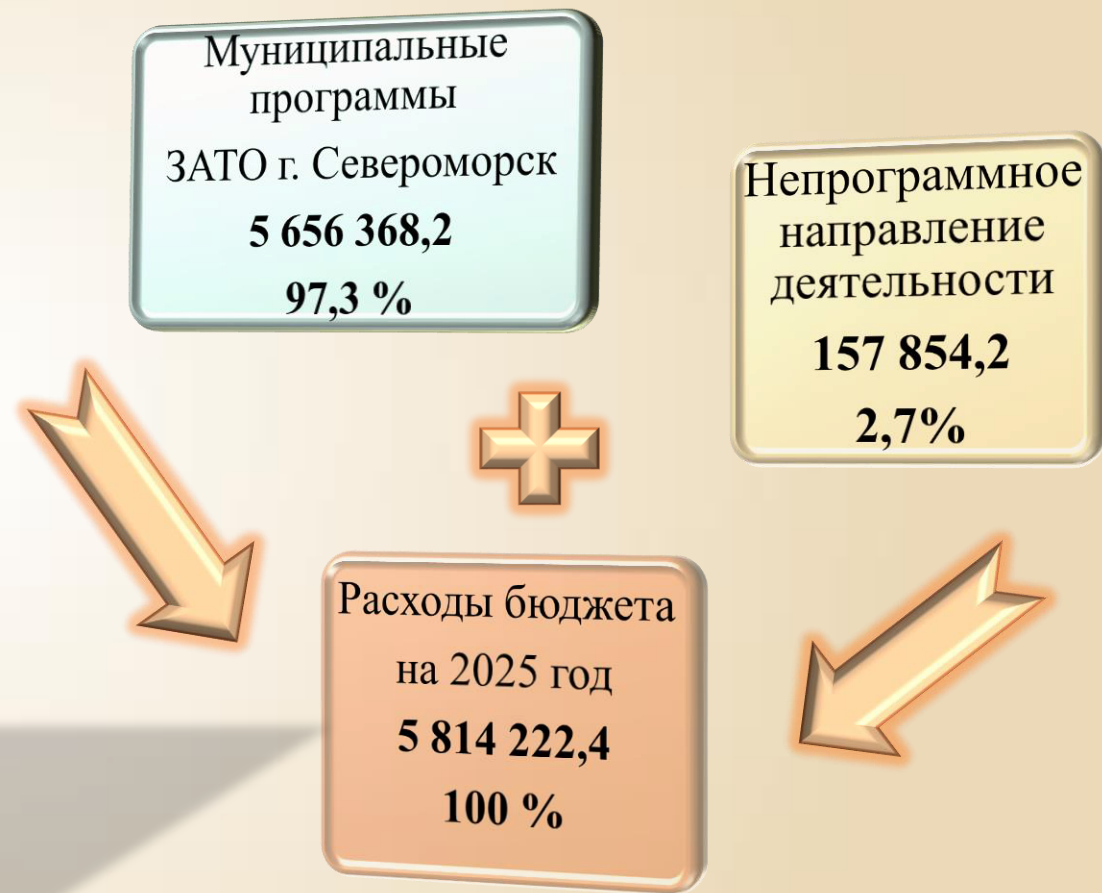 Муниципальные
программы
ЗАТО г. Североморск
5 656 368,2
97,3 %
Непрограммное
направление
деятельности
157 854,2
2,7%
Расходы бюджета
на 2025 год
5 814 222,4
100 %